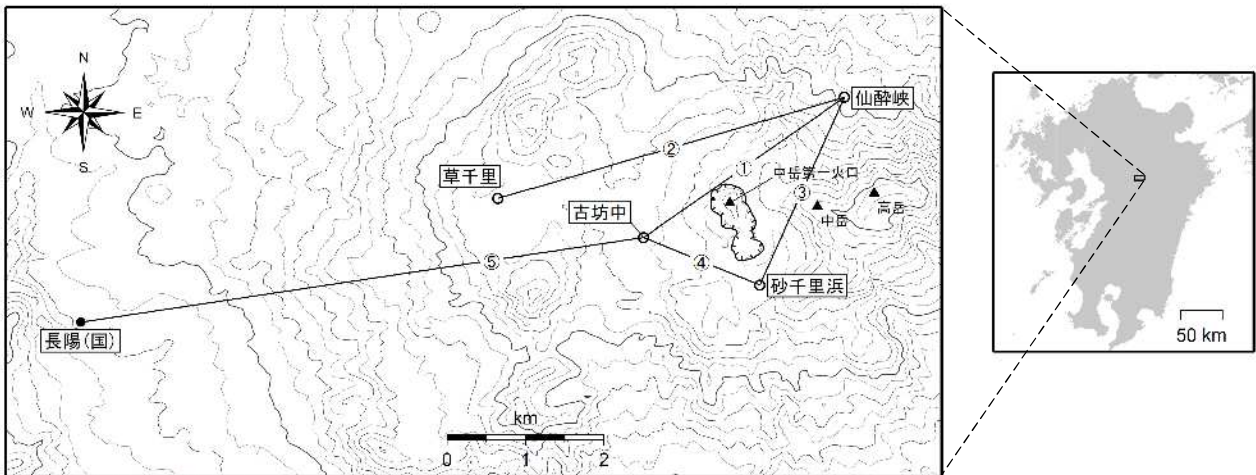 N
W
E
S
仙酔峡
②
草千里
①
中岳第一火口
③
中岳
高岳
古坊中
⑤
④
砂千里浜
長陽(国)
km
0
1
2
50 km